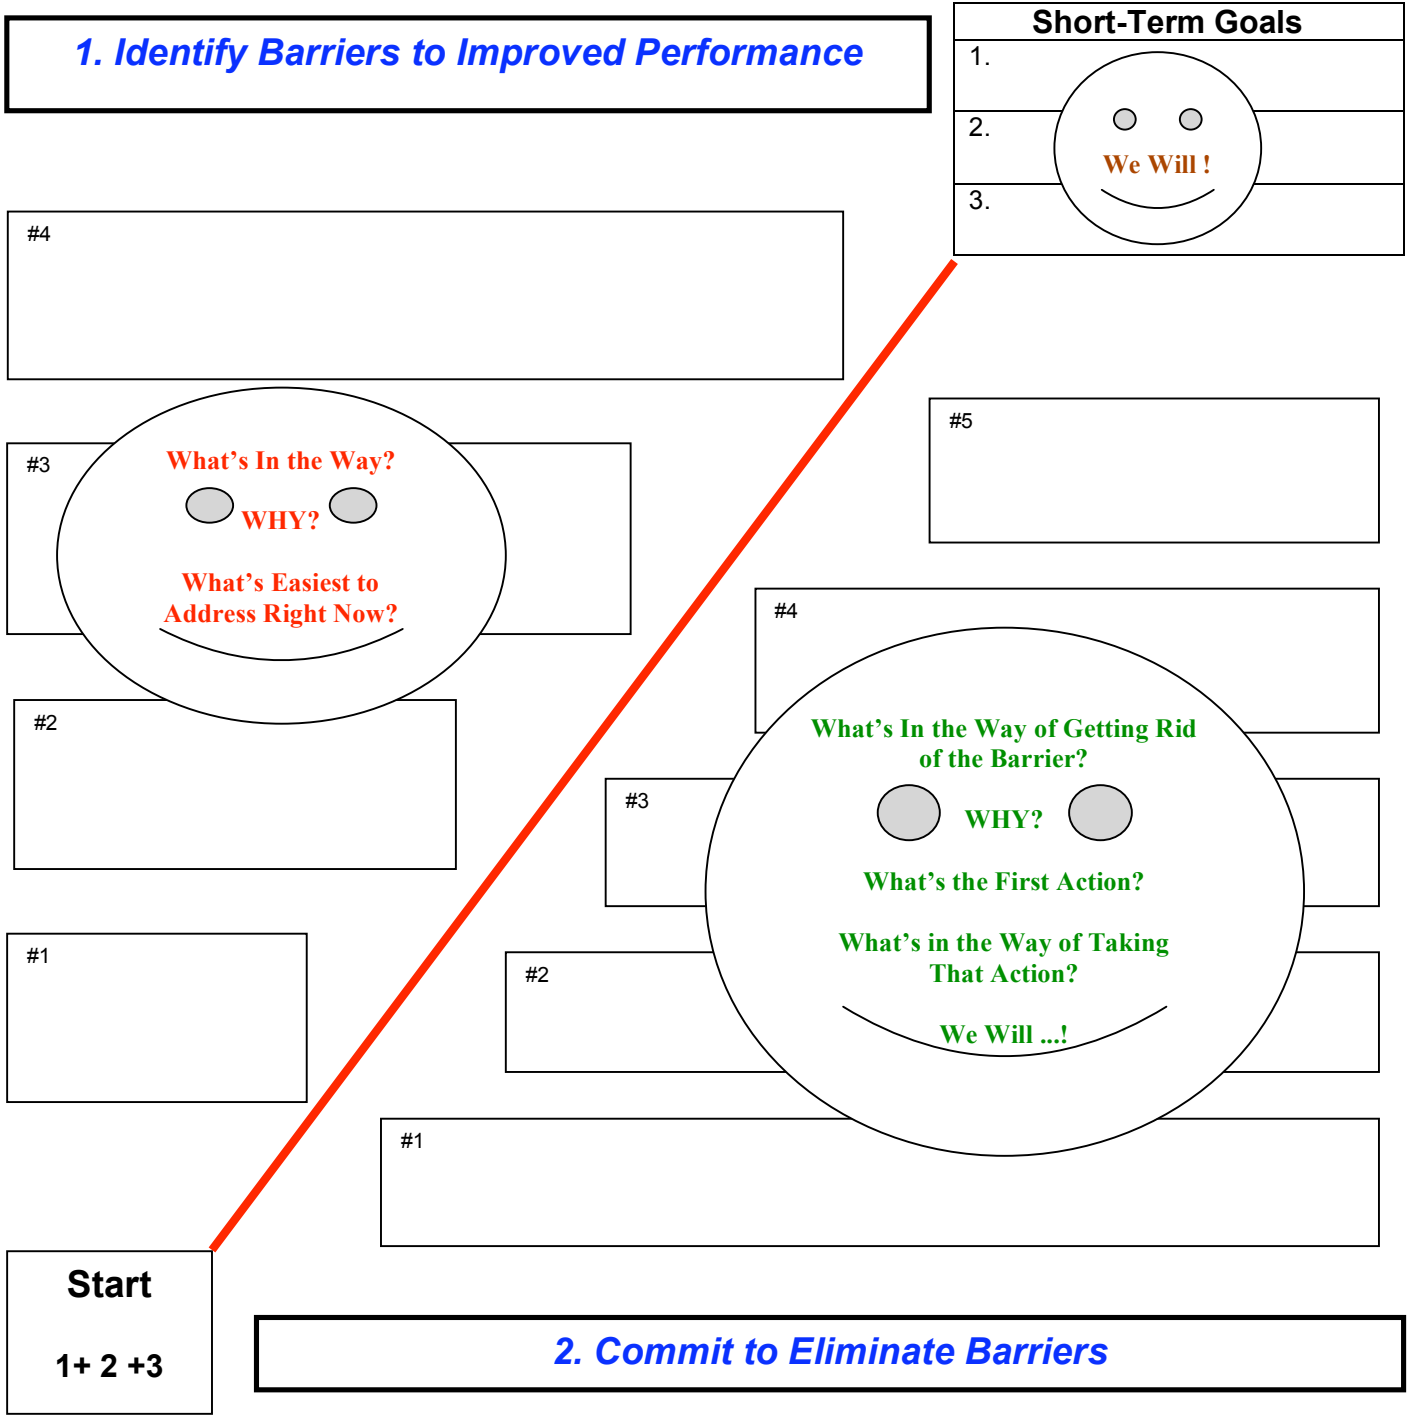 1. Identify Barriers to Improved Performance
Short-Term Goals
1.
2.
3.
We Will !
#4
#3
What's In the Way?
WHY?
What's Easiest to
Address Right Now?
#2
#1
#5
#4
What's In the Way of Getting Rid
of the Barrier?
#3
WHY?
What's the First Action?
What's in the Way of Taking
That Action?
#2
We Will ...!
#1
Start
1+ 2 +3
2. Commit to Eliminate Barriers